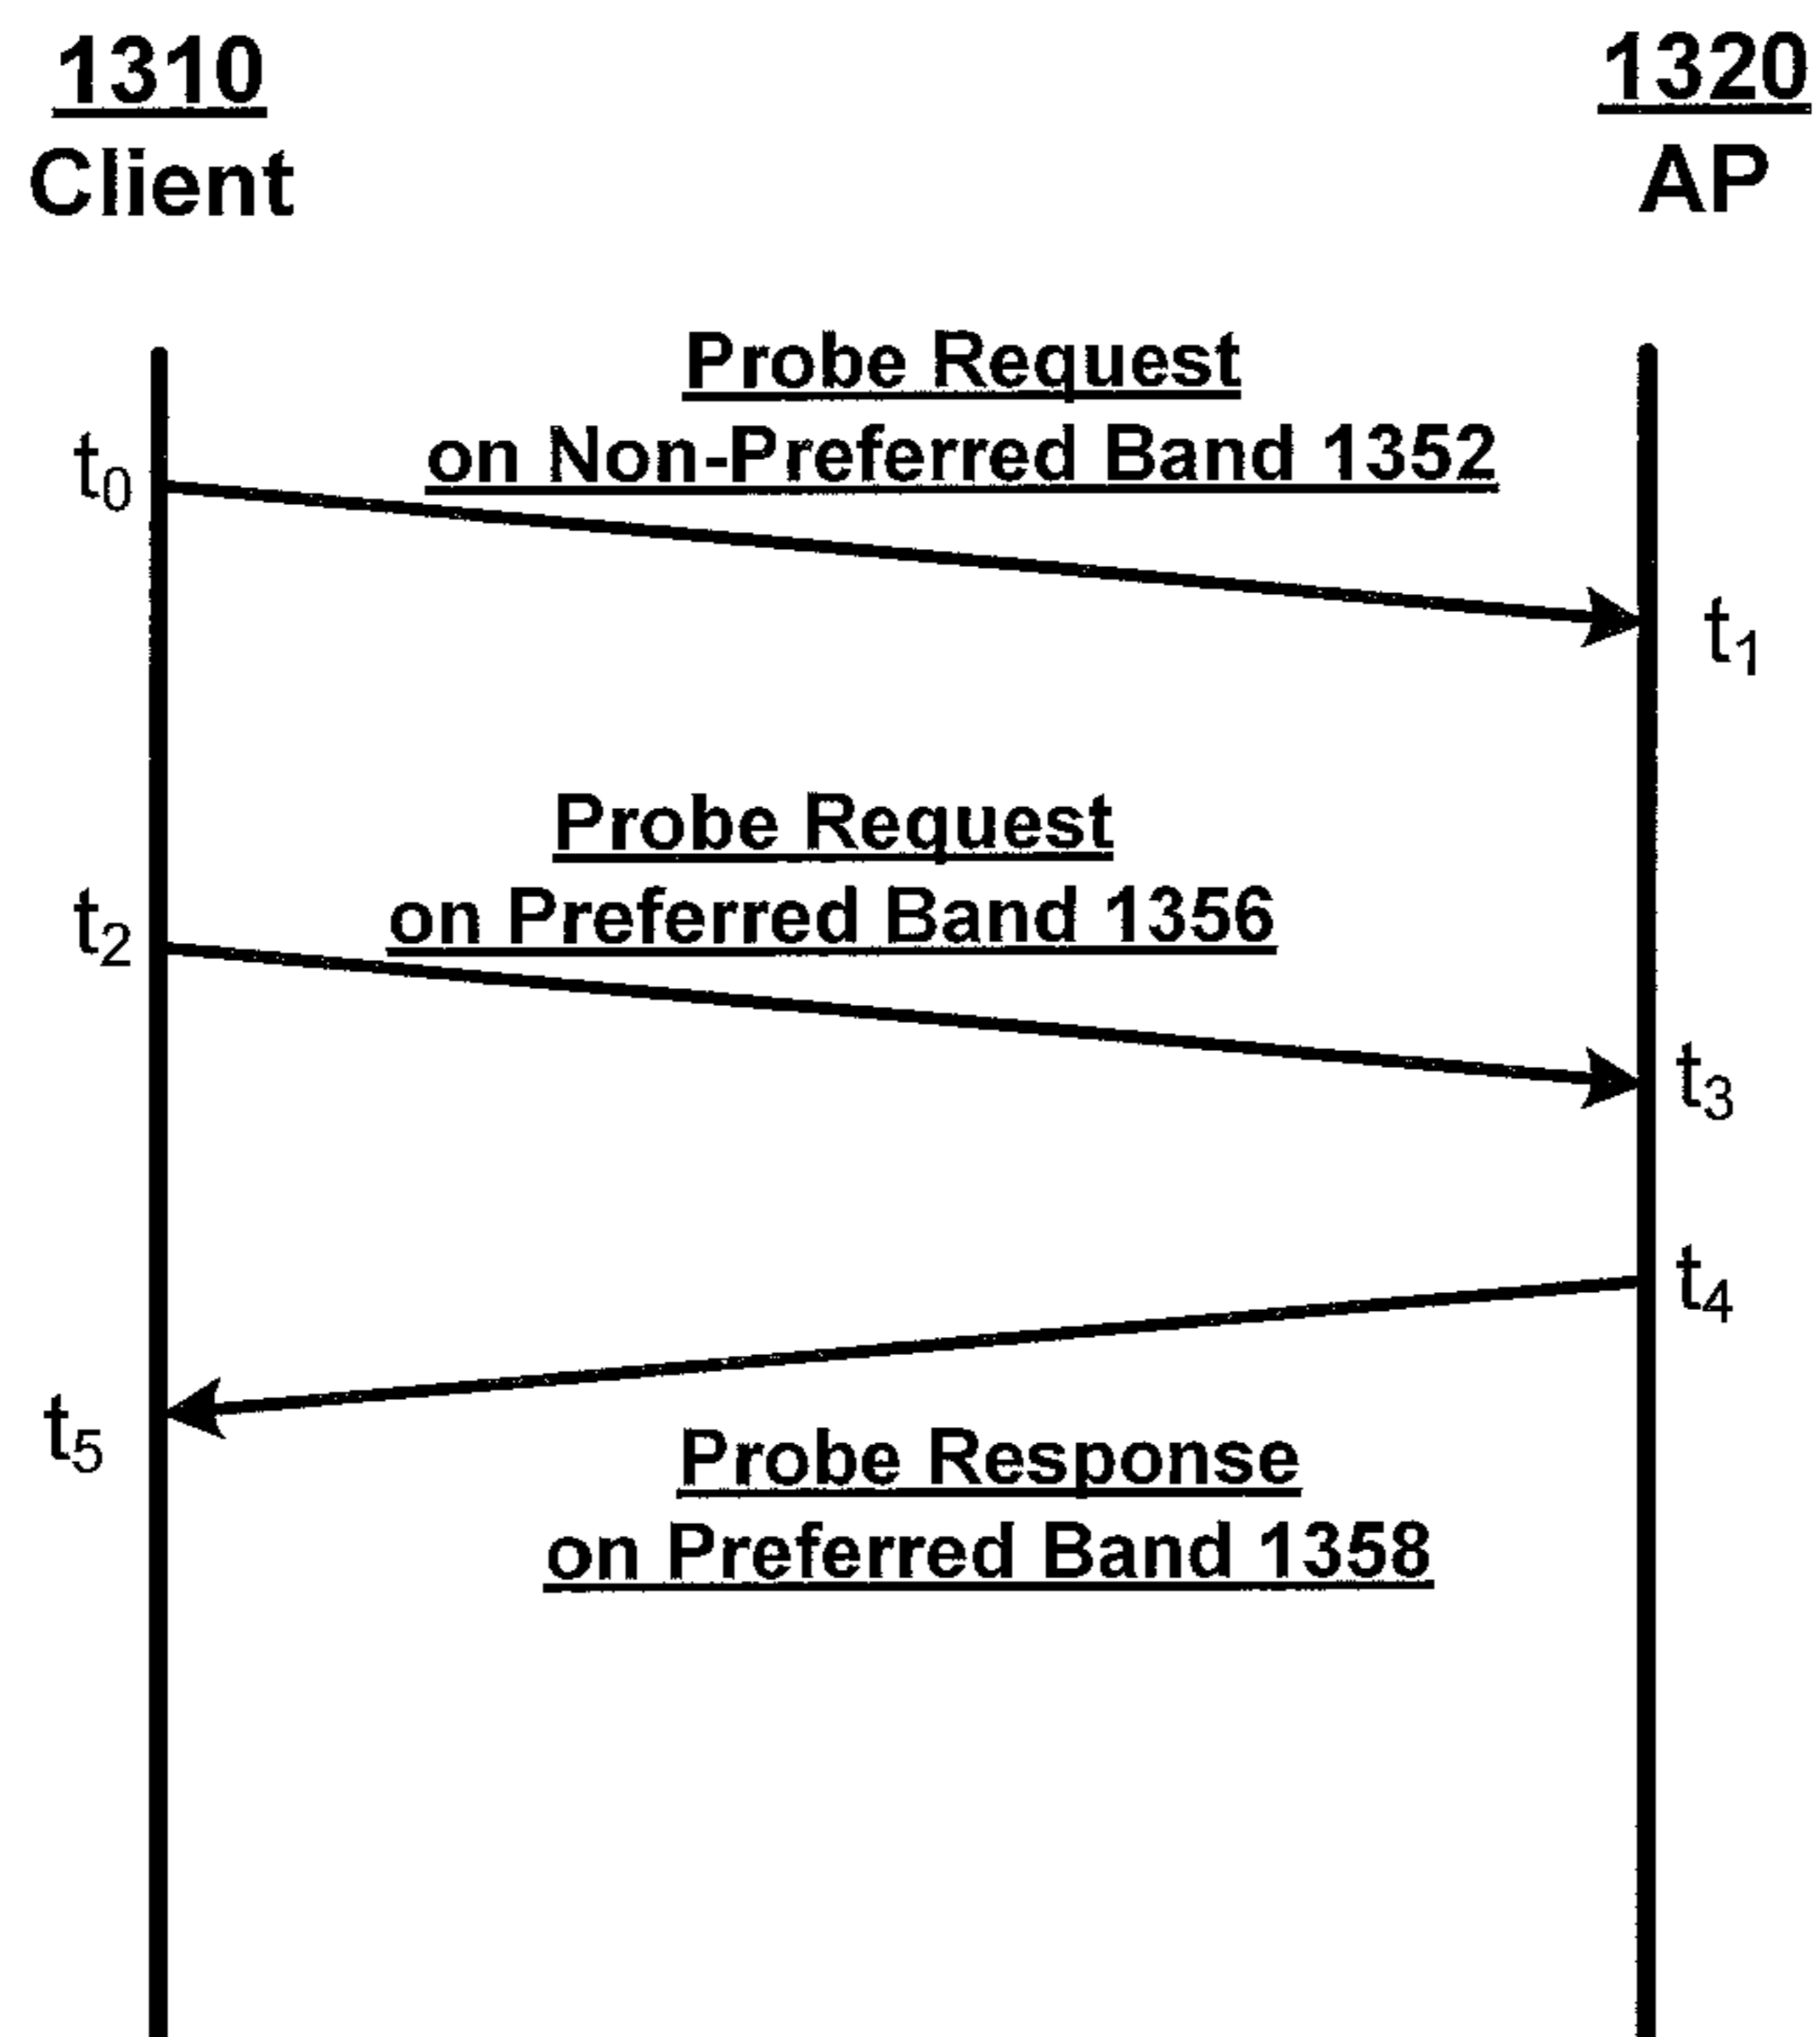 1310 1320
Client AP
Probe Request
on Non-Preferred Band 1352
t0
t1
Probe Request
on Preferred Band 1356
t2
t3
t4
t5
Probe Response
on Preferred Band 1358